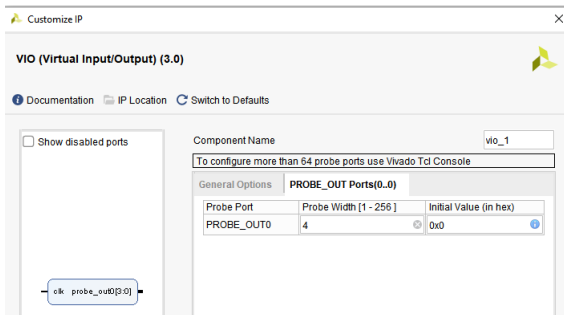 Customize IP
VIO (Virtual Input/Output) (3.0)
Documentation IP Location Switch to Defaults
Show disabled ports
Component Name vio_1
To configure more than 64 probe ports use Vivado Tcl Console
General Options PROBE_OUT Ports(0..0)
Probe Port Probe Width [1 - 256 ] Initial Value (in hex)
PROBE_OUT0 4 0x0
clk probe_out0[3:0]